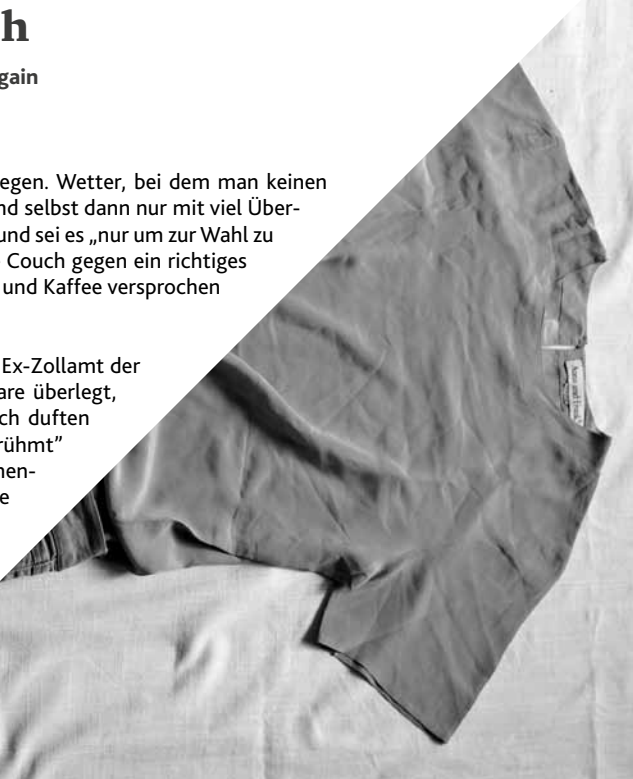 h
gain
egen. Wetter, bei dem man keinen
nd selbst dann nur mit viel Über-
und sei es „nur um zur Wahl zu
Couch gegen ein richtiges
und Kaffee versprochen
Ex-Zollamt der
are überlegt,
ch duften
rühmt”
nen-
e